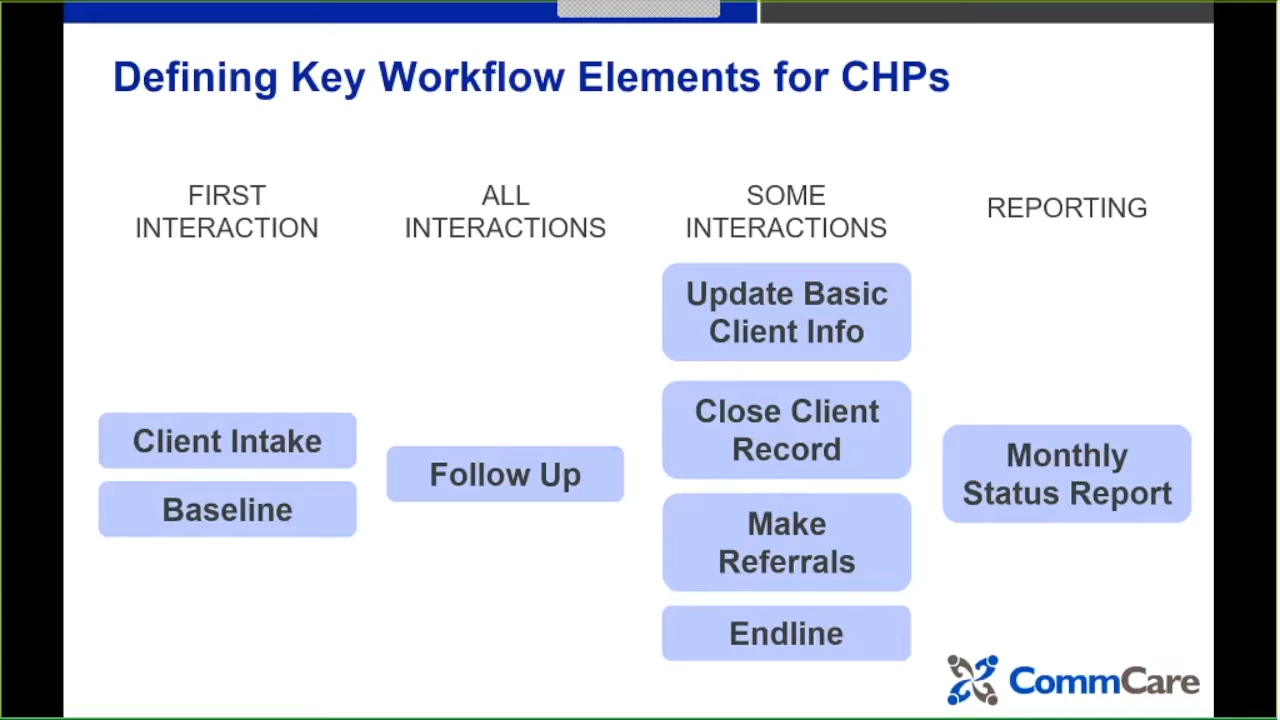 Defining Key Workflow Elements for CHPs
FIRST
INTERACTION
Client Intake
Baseline
ALL
INTERACTIONS
Follow Up
SOME
INTERACTIONS
Update Basic
Client Info
Close Client
Record
Make
Referrals
Endline
REPORTING
Monthly
Status Report
CommCare